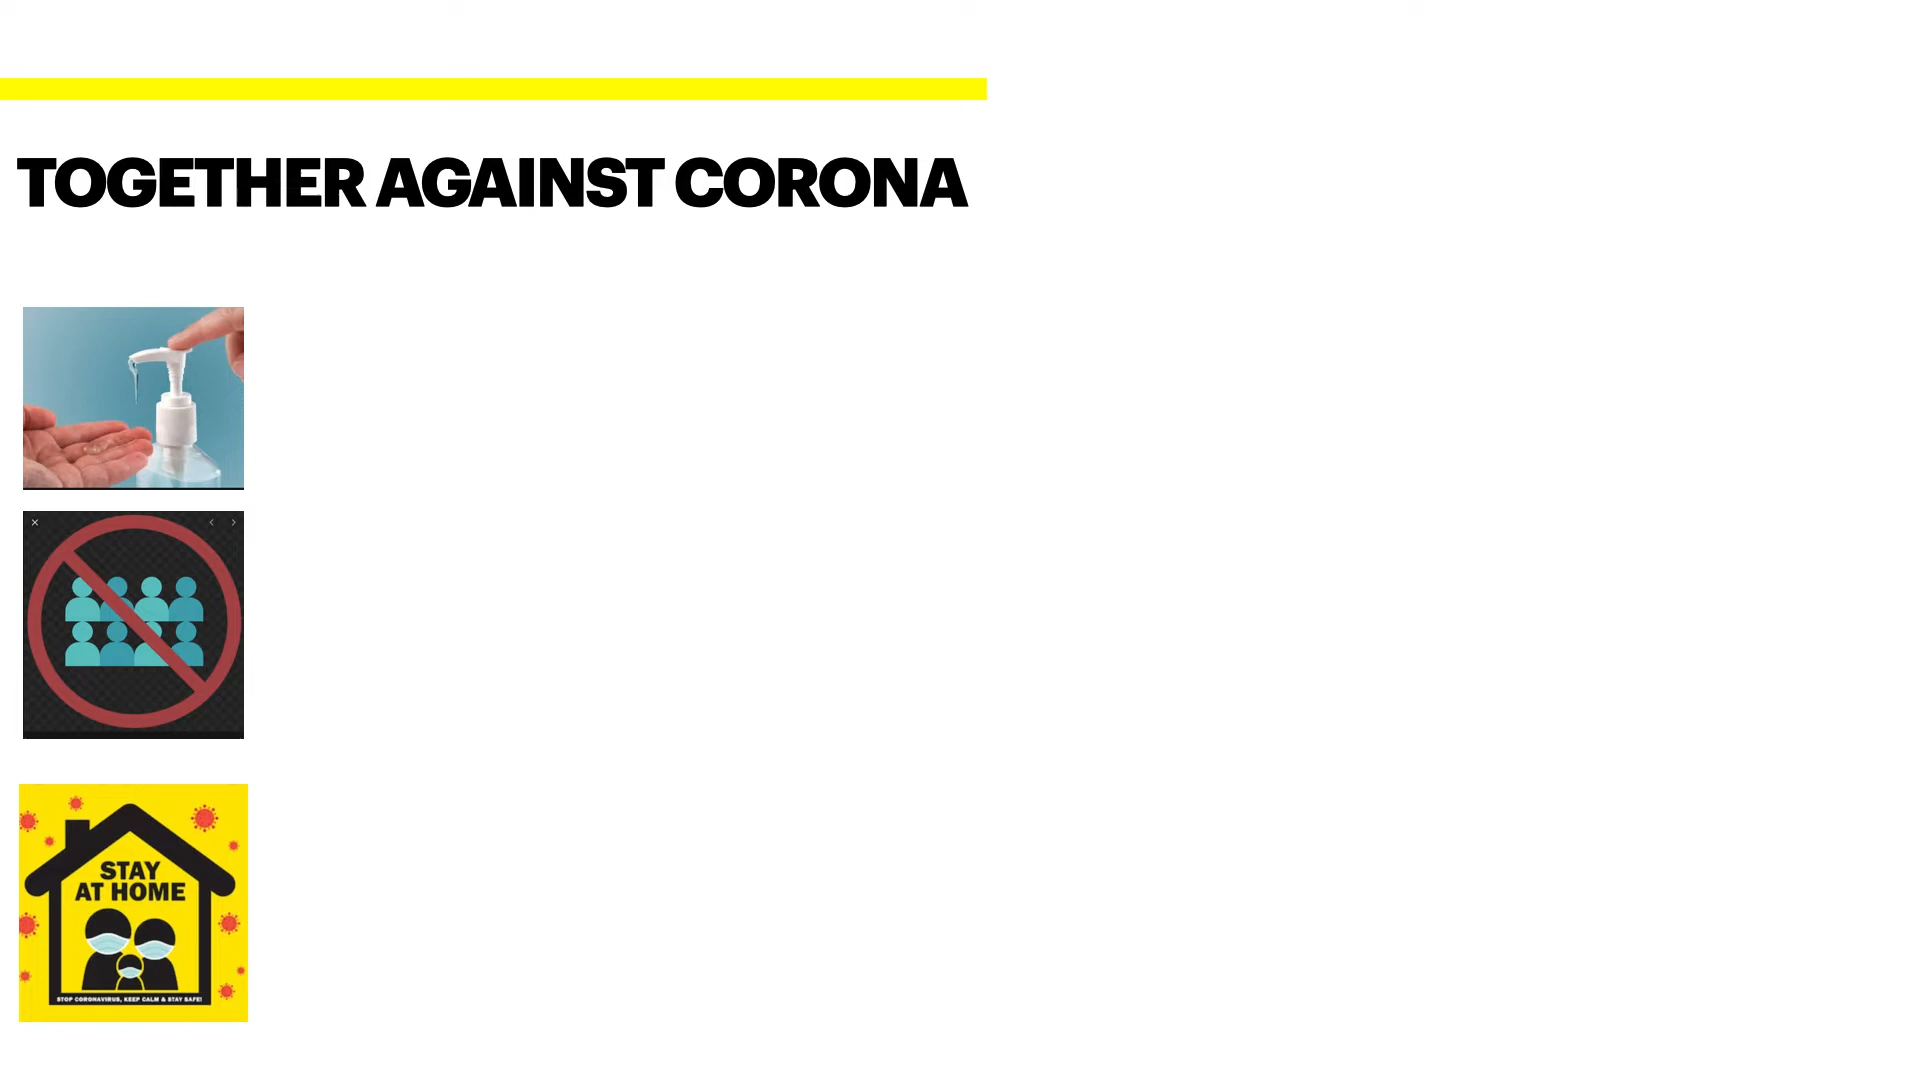 TOGETHER AGAINST CORONA
STAY
AT HOME
STOP CORONAVIRUS, KEEP CALM & STAY SAFE!